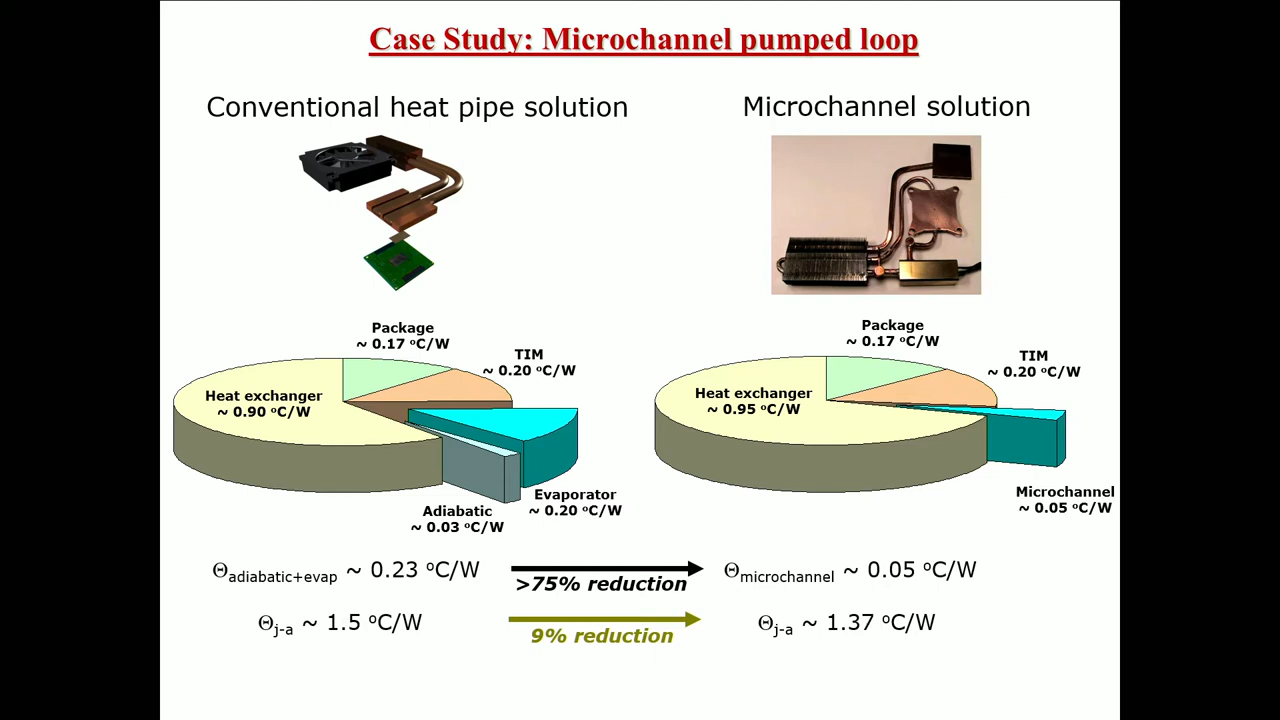 Case Study: Microchannel pumped loop
Conventional heat pipe solution
Microchannel solution
Package
~ 0.17 ºC/W
TIM
~ 0.20 ºC/W
Heat exchanger
~ 0.90 ºC/W
Evaporator
~ 0.20 ºC/W
Adiabatic
~ 0.03 ºC/W
Package
~ 0.17 ºC/W
TIM
~ 0.20 ºC/W
Heat exchanger
~ 0.95 ºC/W
Microchannel
~ 0.05 ºC/W
Θadiabatic+evap ~ 0.23 ºC/W
>75% reduction
Θmicrochannel ~ 0.05 ºC/W
Θj-a ~ 1.5 ºC/W
9% reduction
Θj-a ~ 1.37 ºC/W